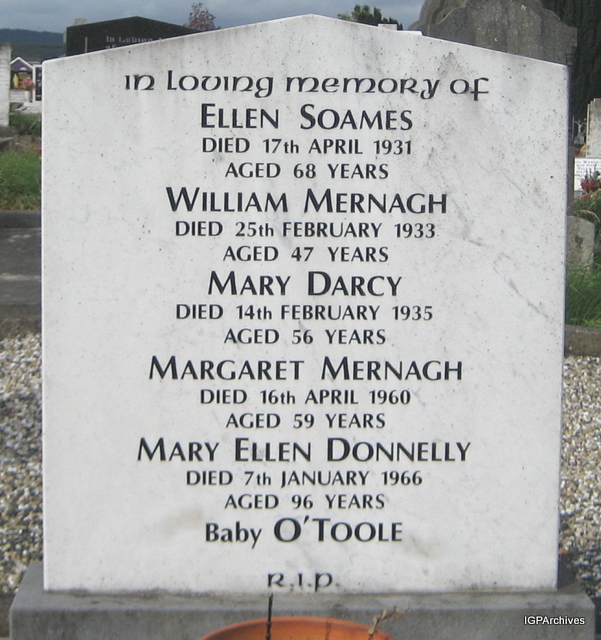 in Loving memory of
ELLEN SOAMES
DIED 17th APRIL 1931
AGED 68 YEARS
WILLIAM MERNAGH
DIED 25th FEBRUARY 1933
AGED 47 YEARS
MARY DARCY
DIED 14th FEBRUARY 1935
AGED 56 YEARS
MARGARET MERNAGH
DIED 16th APRIL 1960
AGED 59 YEARS
MARY ELLEN DONNELLY
DIED 7th JANUARY 1966
AGED 96 YEARS
Baby O'TOOLE
R.I.P.
IGPArchives